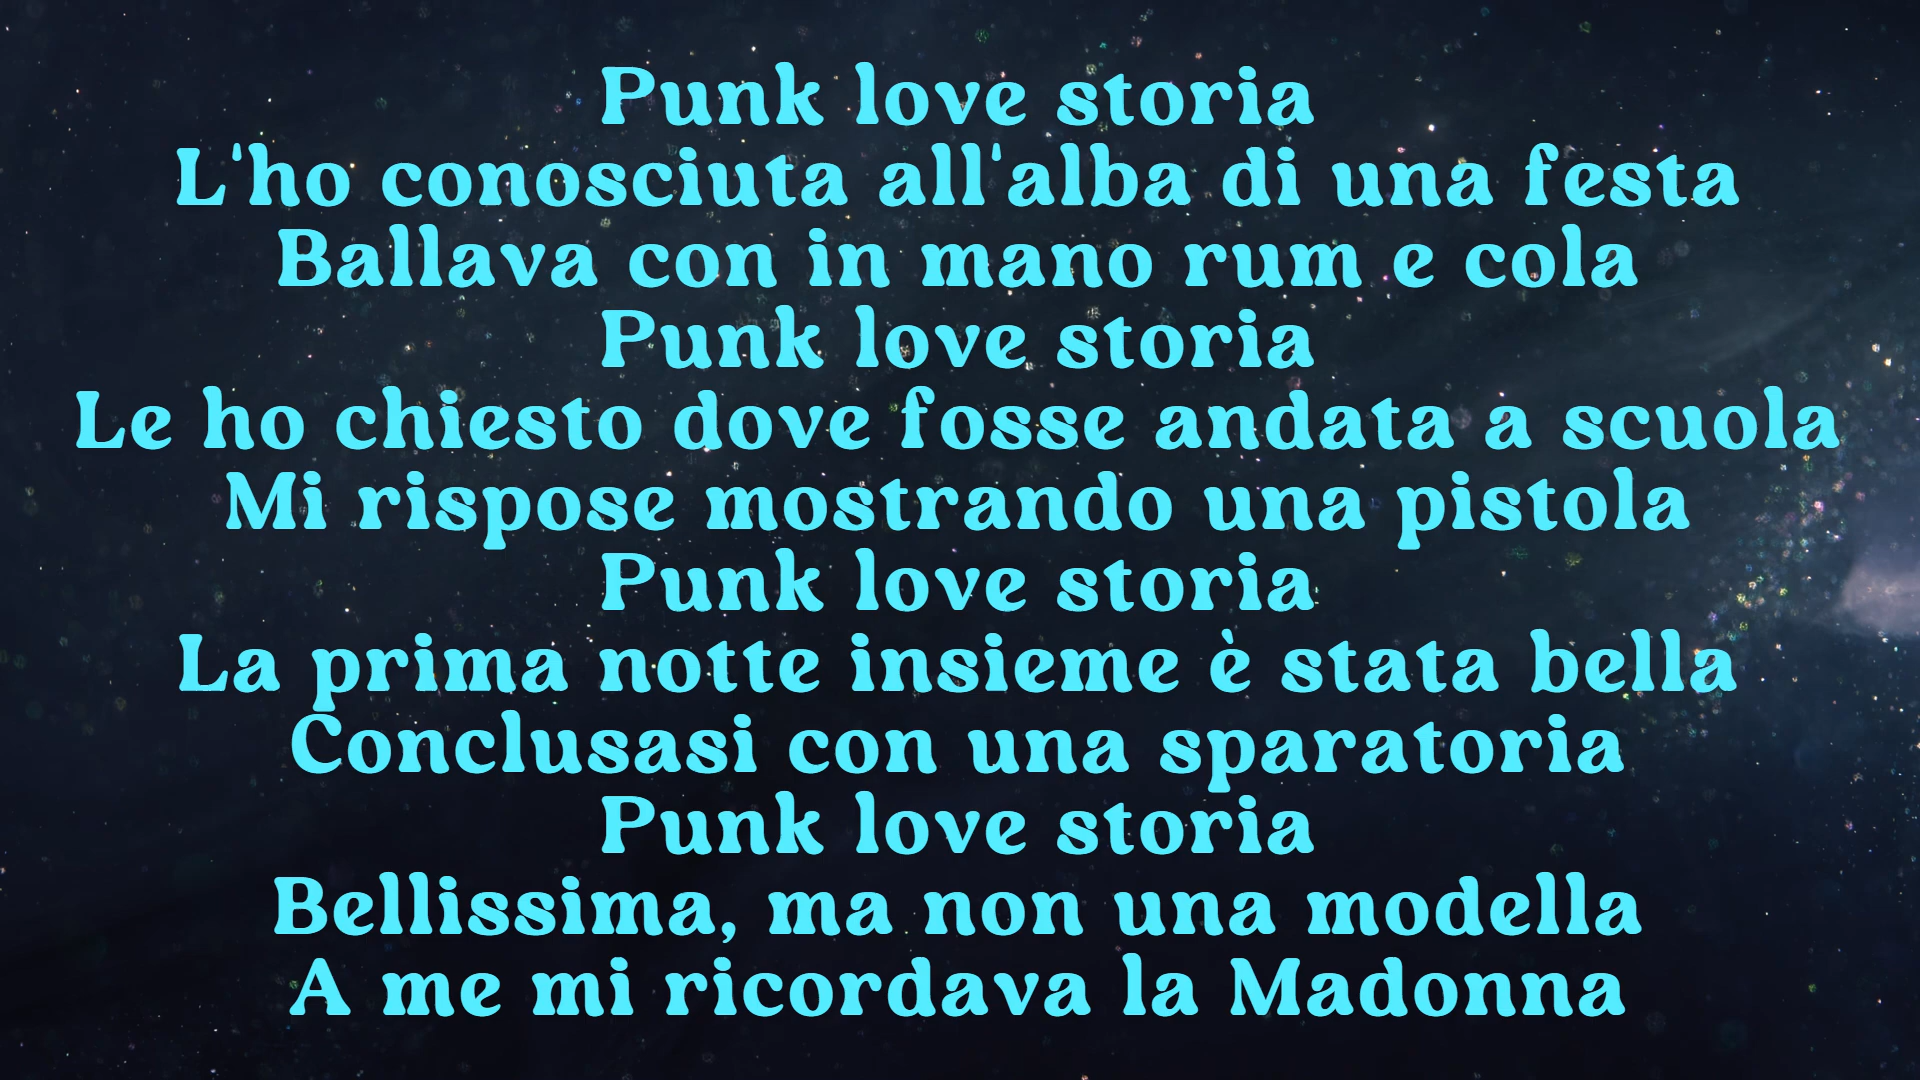 Punk love storia
L'ho conosciuta all'alba di una festa
Ballava con in mano rum e cola
Punk love storia
Le ho chiesto dove fosse andata a scuola
Mi rispose mostrando una pistola
Punk love storia
La prima notte insieme è stata bella
Conclusasi con una sparatoria
Punk love storia
Bellissima, ma non una modella
A me mi ricordava la Madonna